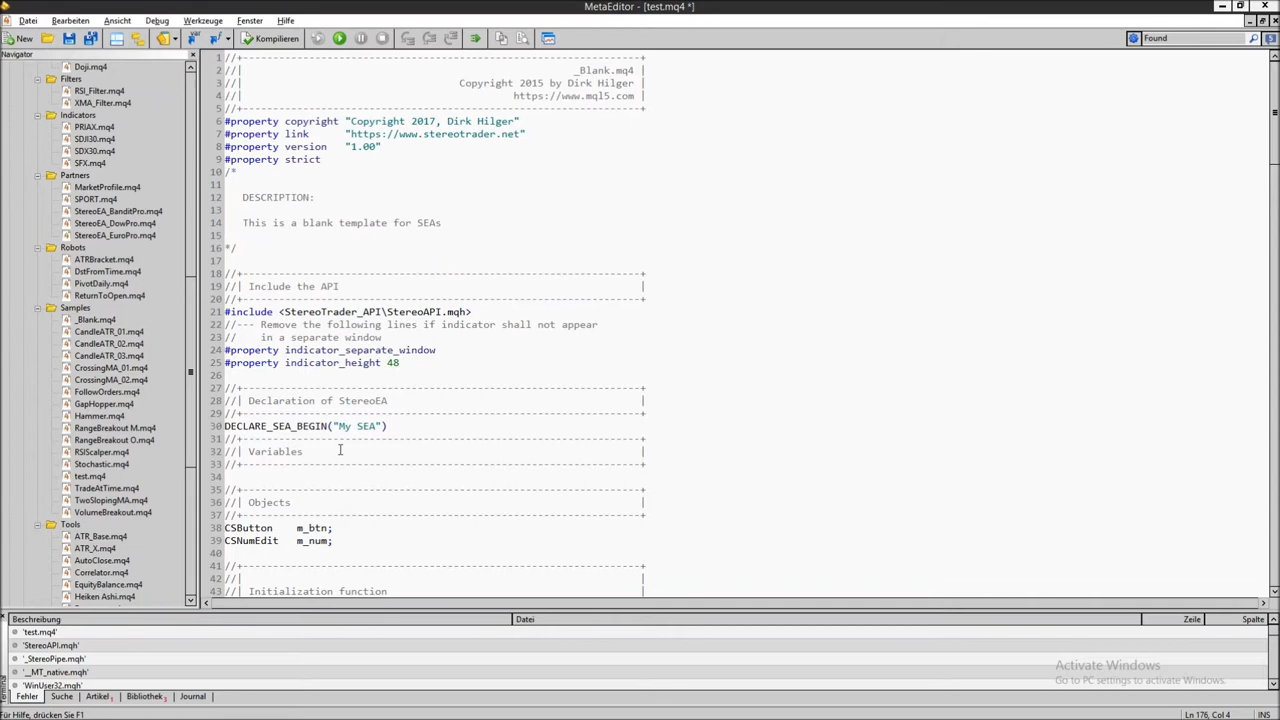 MetaEditor - [test.mq4 *]
Datei Bearbeiten Ansicht Debug Werkzeuge Fenster Hilfe
New Kompilieren Found
Navigator
Doji.mq4
Filters
RSI_Filter.mq4
XMA_Filter.mq4
Indicators
PRIAX.mq4
SDJI30.mq4
SDX30.mq4
SFX.mq4
Partners
MarketProfile.mq4
SPORT.mq4
StereoEA_BanditPro.mq4
StereoEA_DowPro.mq4
StereoEA_EuroPro.mq4
Robots
ATRBracket.mq4
DstFromTime.mq4
PivotDaily.mq4
ReturnToOpen.mq4
Samples
_Blank.mq4
CandleATR_01.mq4
CandleATR_02.mq4
CandleATR_03.mq4
CrossingMA_01.mq4
CrossingMA_02.mq4
FollowOrders.mq4
GapHopper.mq4
Hammer.mq4
RangeBreakout M.mq4
RangeBreakout O.mq4
RSIScalper.mq4
Stochastic.mq4
test.mq4
TradeAtTime.mq4
TwoSlopingMA.mq4
VolumeBreakout.mq4
Tools
ATR_Base.mq4
ATR_X.mq4
AutoClose.mq4
Correlator.mq4
EquityBalance.mq4
Heiken Ashi.mq4
1 //+------------------------------------------------------------------+
2 //| _Blank.mq4 |
3 //| Copyright 2015 by Dirk Hilger |
4 //| https://www.mql5.com |
5 //+------------------------------------------------------------------+
6 #property copyright "Copyright 2017, Dirk Hilger"
7 #property link "https://www.stereotrader.net"
8 #property version "1.00"
9 #property strict
10 /*
11
12 DESCRIPTION:
13
14 This is a blank template for SEAs
15
16 */
17
18 //+------------------------------------------------------------------+
19 //| Include the API |
20 //+------------------------------------------------------------------+
21 #include <StereoTrader_API\StereoAPI.mqh>
22 //--- Remove the following lines if indicator shall not appear
23 // in a separate window
24 #property indicator_separate_window
25 #property indicator_height 48
26
27 //+------------------------------------------------------------------+
28 //| Declaration of StereoEA |
29 //+------------------------------------------------------------------+
30 DECLARE_SEA_BEGIN("My SEA")
31 //+------------------------------------------------------------------+
32 //| Variables |
33 //+------------------------------------------------------------------+
34
35 //+------------------------------------------------------------------+
36 //| Objects |
37 //+------------------------------------------------------------------+
38 CSButton m_btn;
39 CSNumEdit m_num;
40
41 //+------------------------------------------------------------------+
42 //| |
43 //| Initialization function |
Beschreibung Datei Zeile Spalte
'test.mq4'
'StereoAPI.mqh'
'_StereoPipe.mqh'
'__MT_native.mqh'
'WinUser32.mqh'
Terminal
Fehler Suche Artikel Bibliothek Journal
Activate Windows
Go to PC settings to activate Windows.
Für Hilfe, drücken Sie F1 Ln 176, Col 4 INS